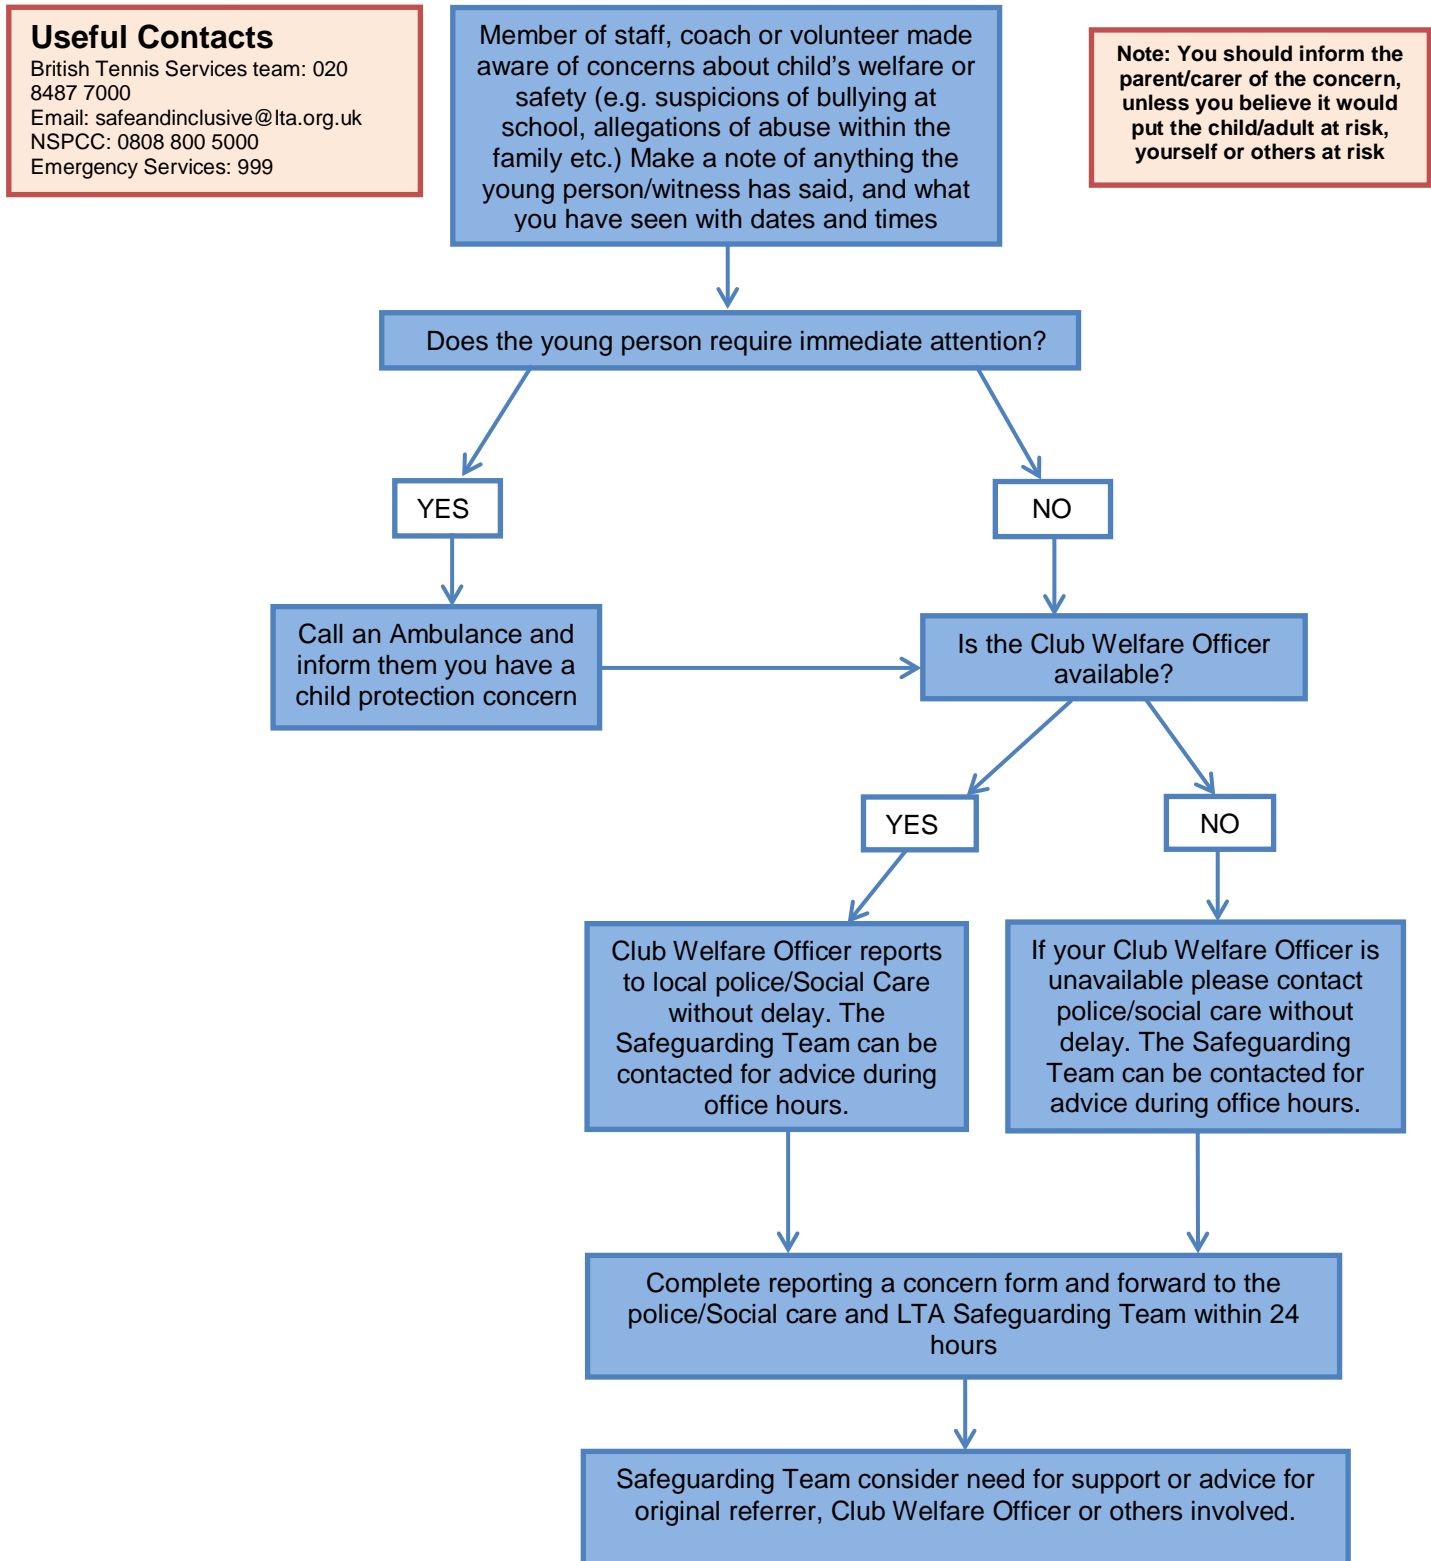 Useful Contacts
British Tennis Services team: 020
8487 7000
Email: safeandinclusive@lta.org.uk
NSPCC: 0808 800 5000
Emergency Services: 999
Member of staff, coach or volunteer made
aware of concerns about child's welfare or
safety (e.g. suspicions of bullying at
school, allegations of abuse within the
family etc.) Make a note of anything the
young person/witness has said, and what
you have seen with dates and times
Note: You should inform the
parent/carer of the concern,
unless you believe it would
put the child/adult at risk,
yourself or others at risk
Does the young person require immediate attention?
YES
NO
Call an Ambulance and
inform them you have a
child protection concern
Is the Club Welfare Officer
available?
YES
NO
Club Welfare Officer reports
to local police/Social Care
without delay. The
Safeguarding Team can be
contacted for advice during
office hours.
If your Club Welfare Officer is
unavailable please contact
police/social care without
delay. The Safeguarding
Team can be contacted for
advice during office hours.
Complete reporting a concern form and forward to the
police/Social care and LTA Safeguarding Team within 24
hours
Safeguarding Team consider need for support or advice for
original referrer, Club Welfare Officer or others involved.